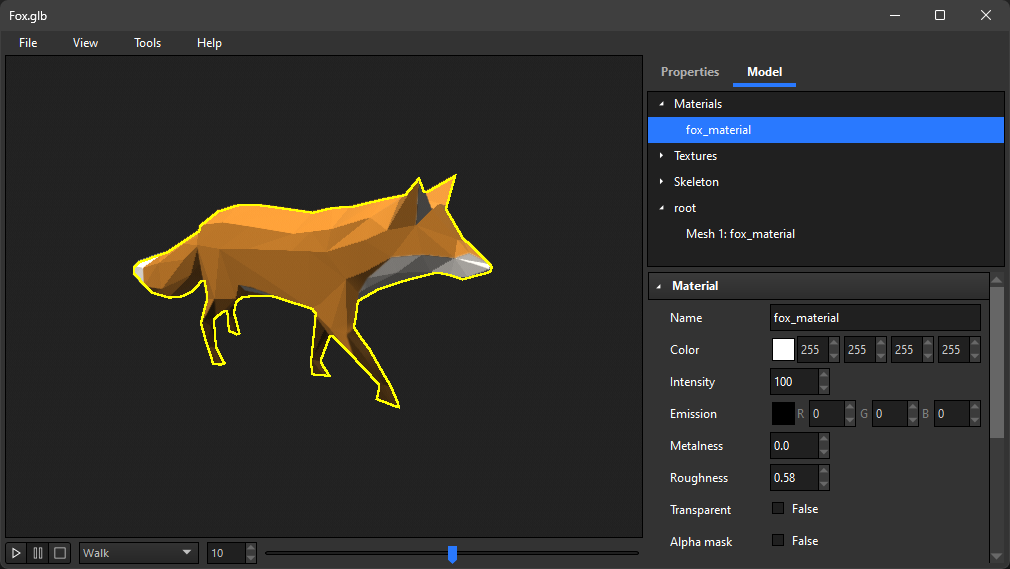 Fox.glb
File View Tools Help
Properties Model
Materials
fox_material
Textures
Skeleton
root
Mesh 1: fox_material
Material
Name fox_material
Color 255 255 255 255
Intensity 100
Emission R 0 G 0 B 0
Metalness 0.0
Roughness 0.58
Transparent False
Alpha mask False
Walk 10